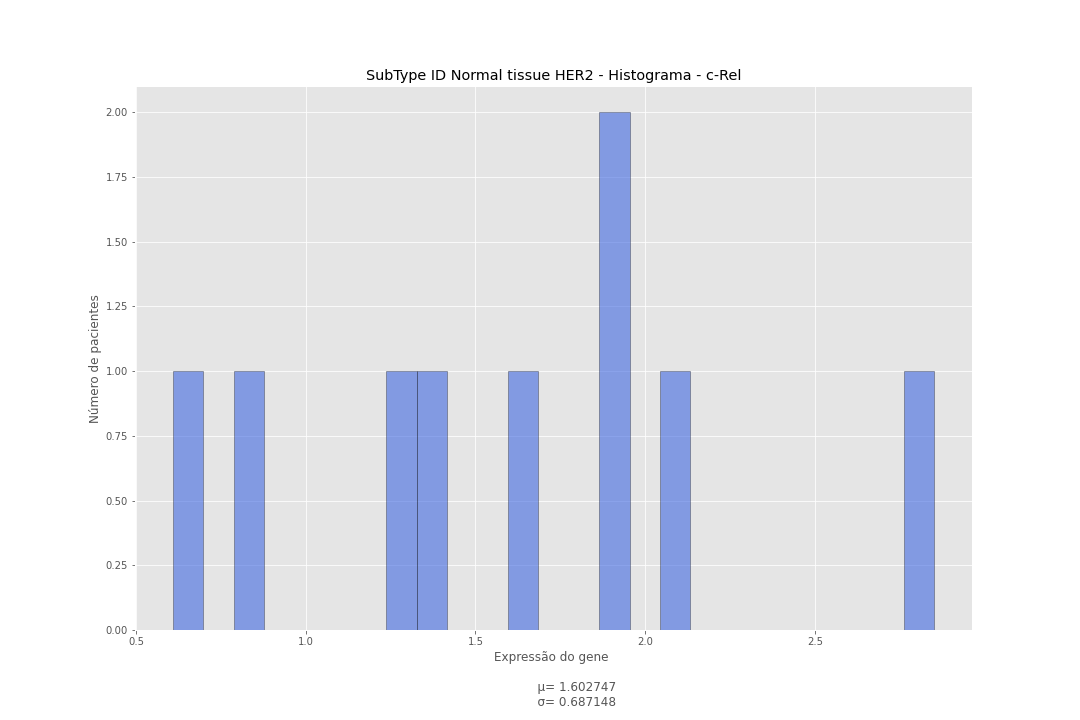 SubType ID Normal tissue HER2 - Histograma - c-Rel
2.00
1.75
1.50
1.25
1.00
0.75
0.50
0.25
0.00
Número de pacientes
0.5
1.0
1.5
2.0
2.5
Expressão do gene
μ= 1.602747
σ= 0.687148